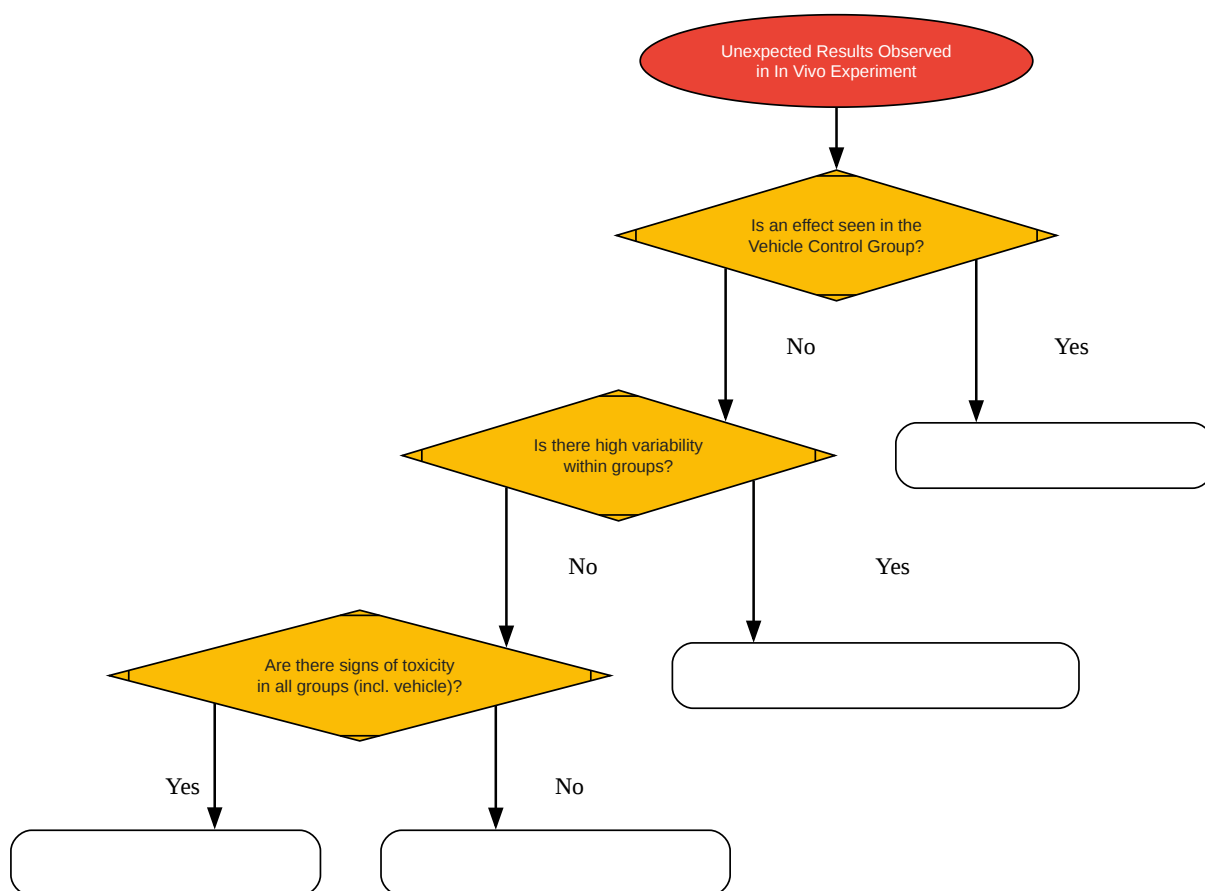 Unexpected Results Observed
in In Vivo Experiment
Is an effect seen in the
Vehicle Control Group?
No
Yes
Is there high variability
within groups?
No
Yes
Are there signs of toxicity
in all groups (incl. vehicle)?
Yes
No